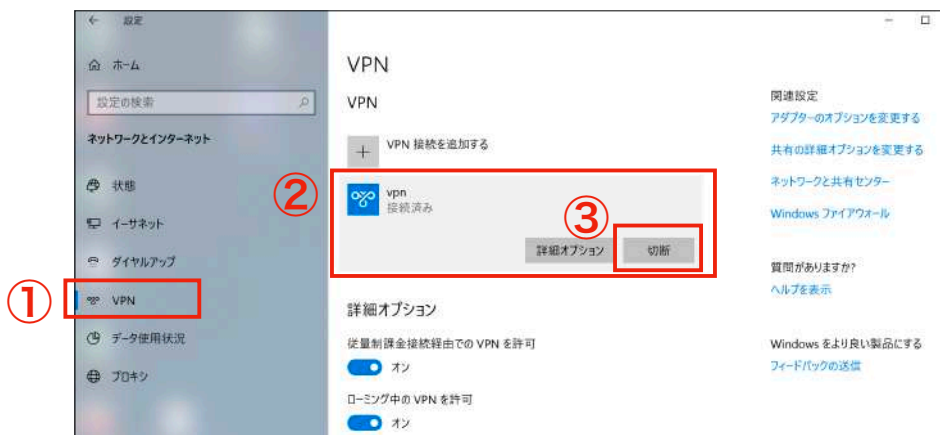 設定
ホーム
設定の検索
ネットワークとインターネット
状態
イーサネット
ダイヤルアップ
①
VPN
データ使用状況
プロキシ
VPN
VPN
VPN 接続を追加する
②
vpn
接続済み
③
詳細オプション
切断
詳細オプション
従量制課金接続経由での VPN を許可
オン
ローミング中の VPN を許可
オン
関連設定
アダプターのオプションを変更する
共有の詳細オプションを変更する
ネットワークと共有センター
Windows ファイアウォール
質問がありますか?
ヘルプを表示
Windows をより良い製品にする
フィードバックの送信